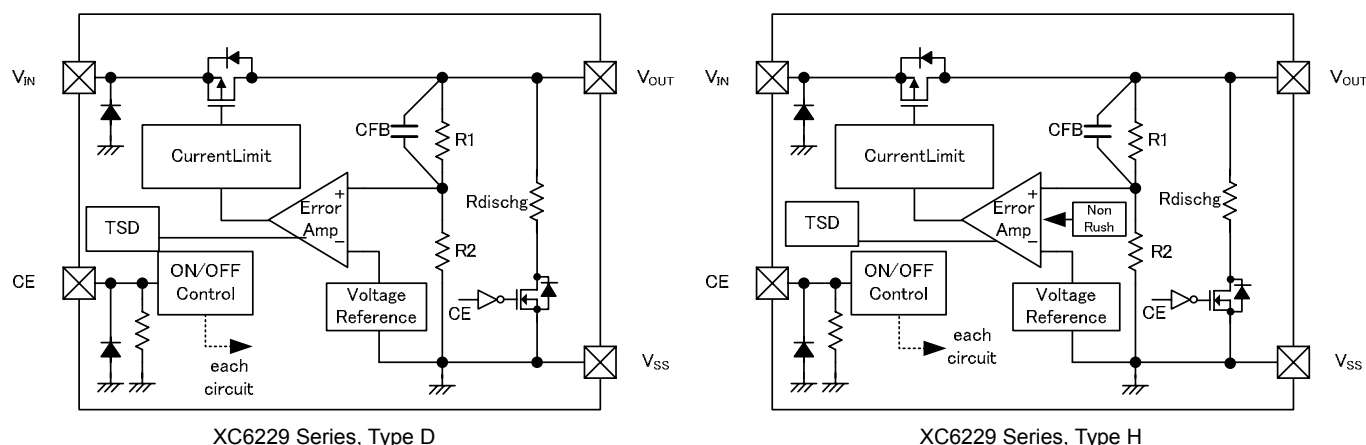 VIN
VOUT
CFB
R1
CurrentLimit
Rdischg
+
Error
Amp
−
TSD
R2
CE
ON/OFF
Control
Voltage
Reference
CE
each
circuit
VSS
XC6229 Series, Type D
VIN
VOUT
CFB
R1
CurrentLimit
Rdischg
+
Error
Amp
−
Non
Rush
TSD
R2
CE
ON/OFF
Control
Voltage
Reference
CE
each
circuit
VSS
XC6229 Series, Type H